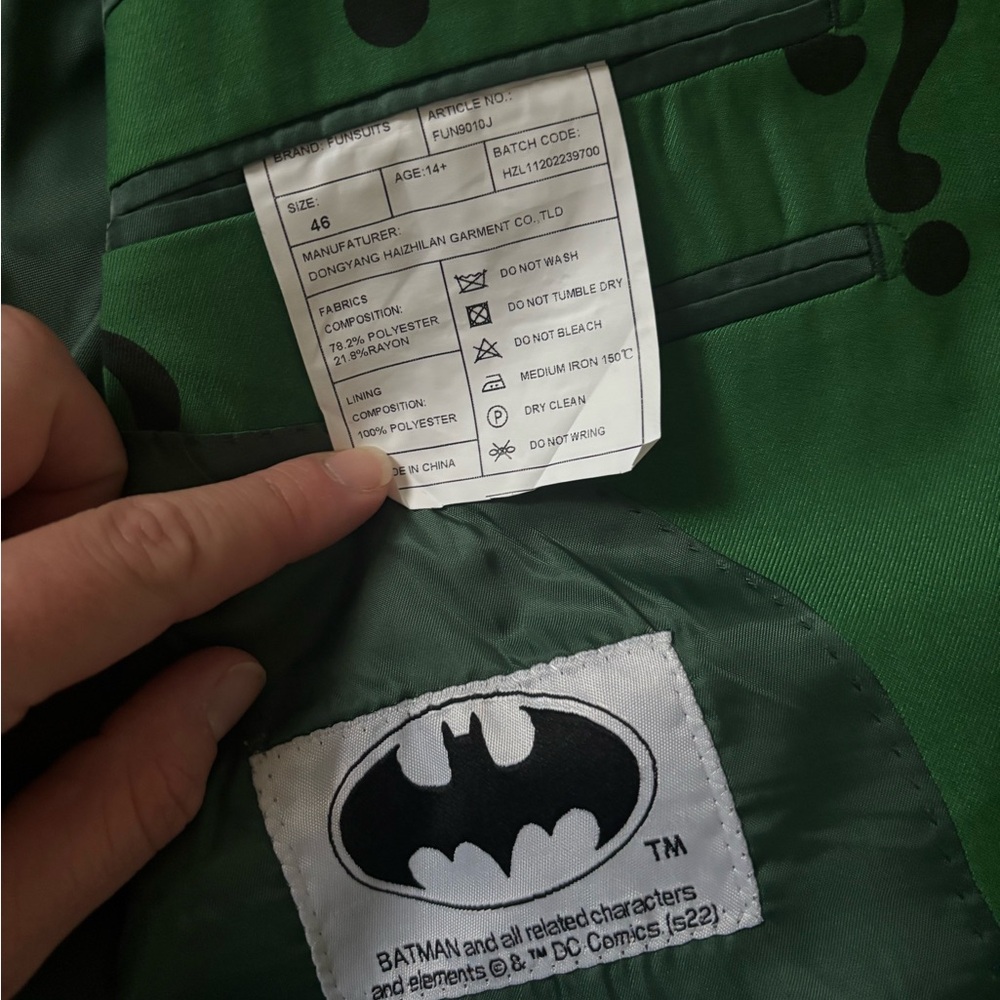 BRAND: FUNSUITS
ARTICLE NO.:
FUN9010J
SIZE:
46
AGE:14+
BATCH CODE:
HZL11202239700
MANUFATURER:
DONGYANG HAIZHILAN GARMENT CO.,TLD
FABRICS
COMPOSITION:
78.2% POLYESTER
21.8%RAYON
LINING
COMPOSITION:
100% POLYESTER
DE IN CHINA
DO NOT WASH
DO NOT TUMBLE DRY
DO NOT BLEACH
MEDIUM IRON 150℃
P
DRY CLEAN
DO NOT WRING
TM
BATMAN and all related characters
and elements © & ™ DC Comics (s22)